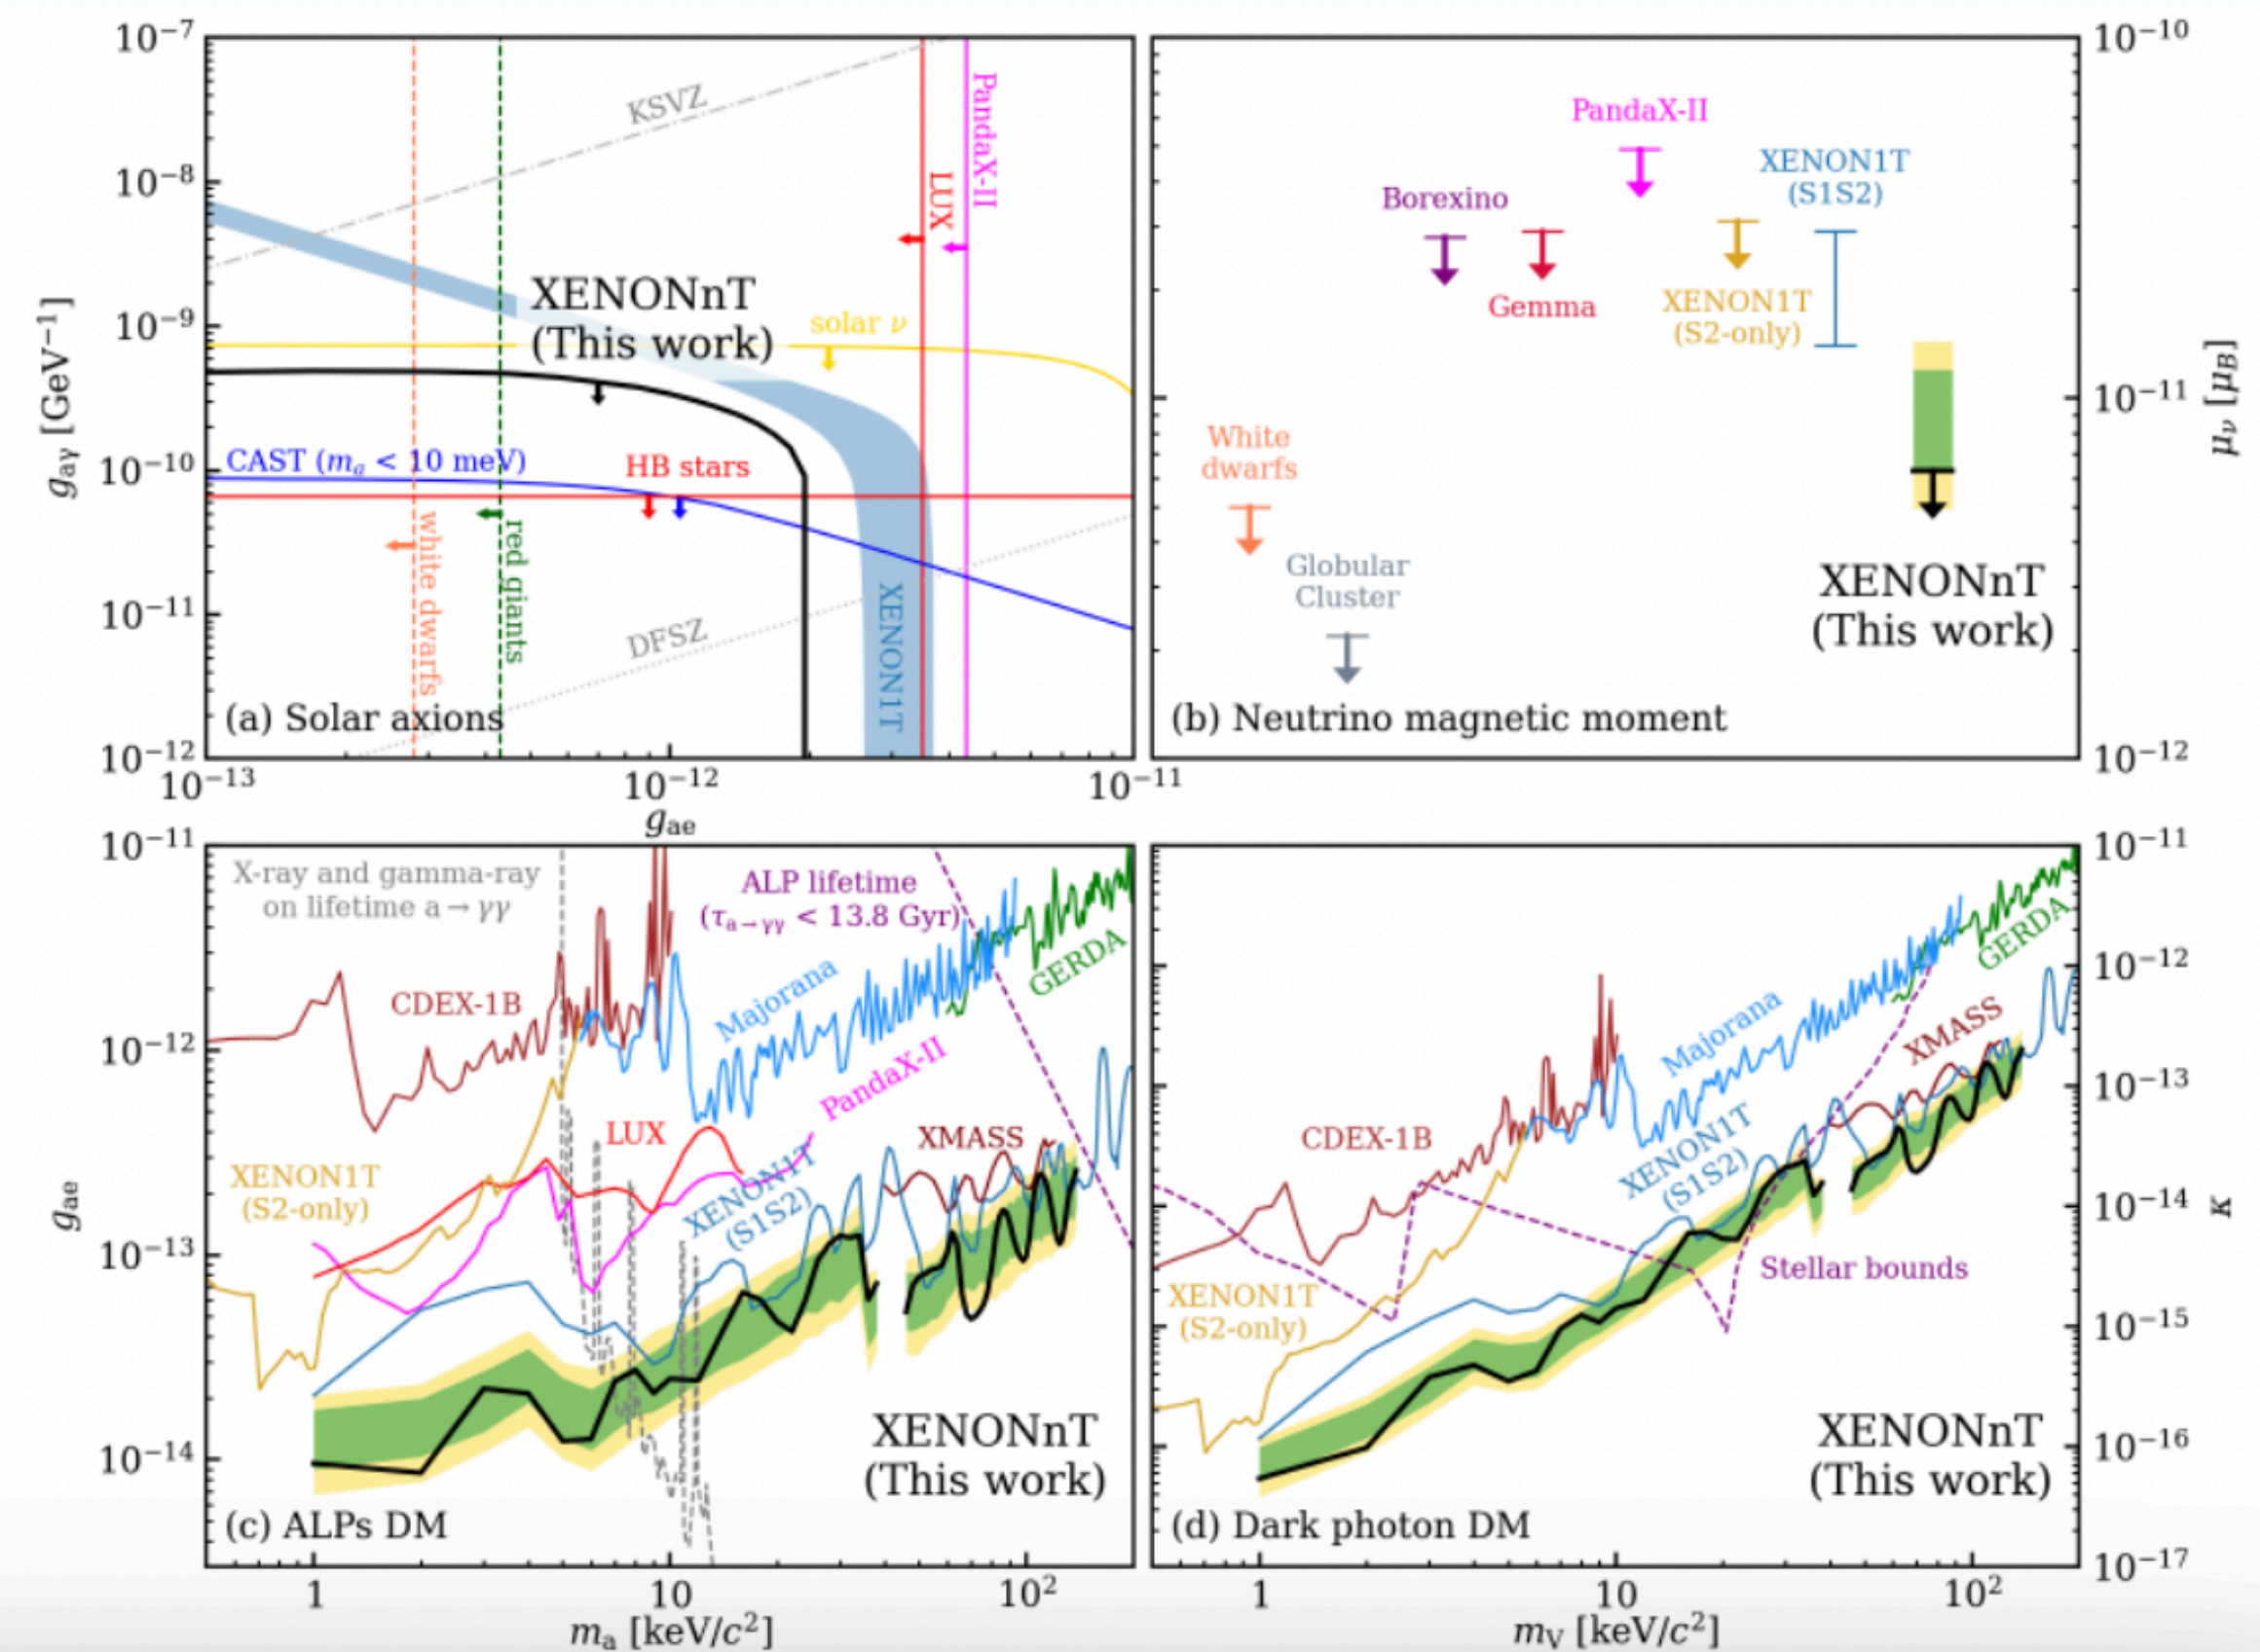 10⁻⁷
10⁻⁸
10⁻⁹
10⁻¹⁰
10⁻¹¹
10⁻¹²
g_aγ [GeV⁻¹]
KSVZ
PandaX-II
LUX
XENONnT
(This work)
solar ν
CAST (m_a < 10 meV)
HB stars
white dwarfs
red giants
DFSZ
XENON1T
(a) Solar axions
10⁻¹³
10⁻¹²
10⁻¹¹
g_ae
PandaX-II
XENON1T
(S1S2)
Borexino
Gemma
XENON1T
(S2-only)
White
dwarfs
Globular
Cluster
XENONnT
(This work)
(b) Neutrino magnetic moment
10⁻¹⁰
10⁻¹¹
10⁻¹²
μ_ν [μ_B]
10⁻¹¹
10⁻¹²
10⁻¹³
10⁻¹⁴
g_ae
X-ray and gamma-ray
on lifetime a→γγ
ALP lifetime
(τ_a→γγ < 13.8 Gyr)
CDEX-1B
Majorana
GERDA
PandaX-II
LUX
XMASS
XENON1T
(S2-only)
XENON1T
(S1S2)
XENONnT
(This work)
(c) ALPs DM
1
10
10²
m_a [keV/c²]
GERDA
XMASS
Majorana
CDEX-1B
XENON1T
(S1S2)
Stellar bounds
XENON1T
(S2-only)
XENONnT
(This work)
(d) Dark photon DM
10⁻¹¹
10⁻¹²
10⁻¹³
10⁻¹⁴
10⁻¹⁵
10⁻¹⁶
10⁻¹⁷
κ
1
10
10²
m_V [keV/c²]